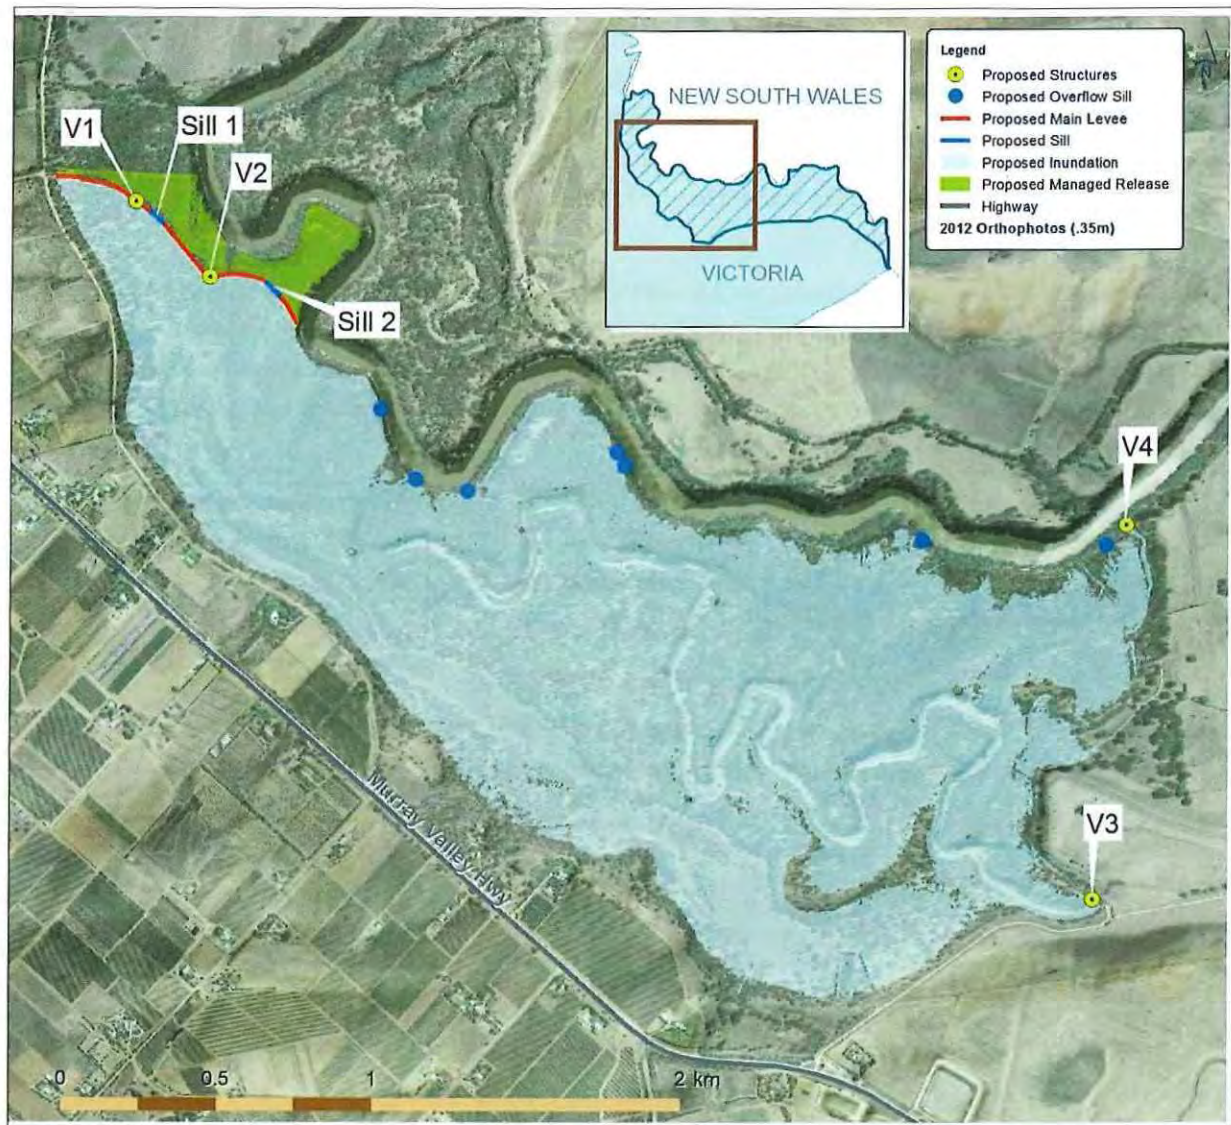 V1
Sill 1
V2
Sill 2
NEW SOUTH WALES
VICTORIA
Legend
Proposed Structures
Proposed Overflow Sill
Proposed Main Levee
Proposed Sill
Proposed Inundation
Proposed Managed Release
Highway
2012 Orthophotos (.35m)
V4
V3
Murray Valley Hwy
0 0.5 1 2 km